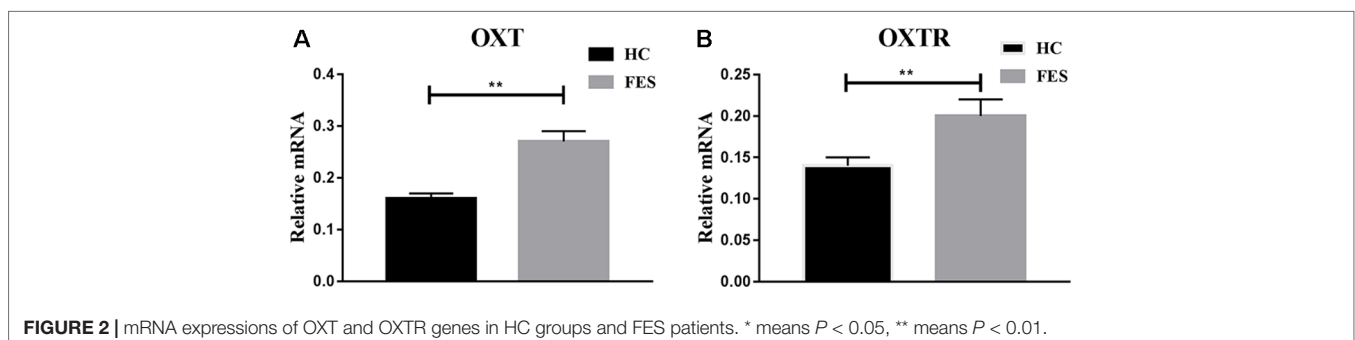 A
OXT
HC
FES
**
Relative mRNA
0.4
0.3
0.2
0.1
0.0
B
OXTR
HC
FES
**
Relative mRNA
0.25
0.20
0.15
0.10
0.05
0.00
FIGURE 2 | mRNA expressions of OXT and OXTR genes in HC groups and FES patients. * means P < 0.05, ** means P < 0.01.